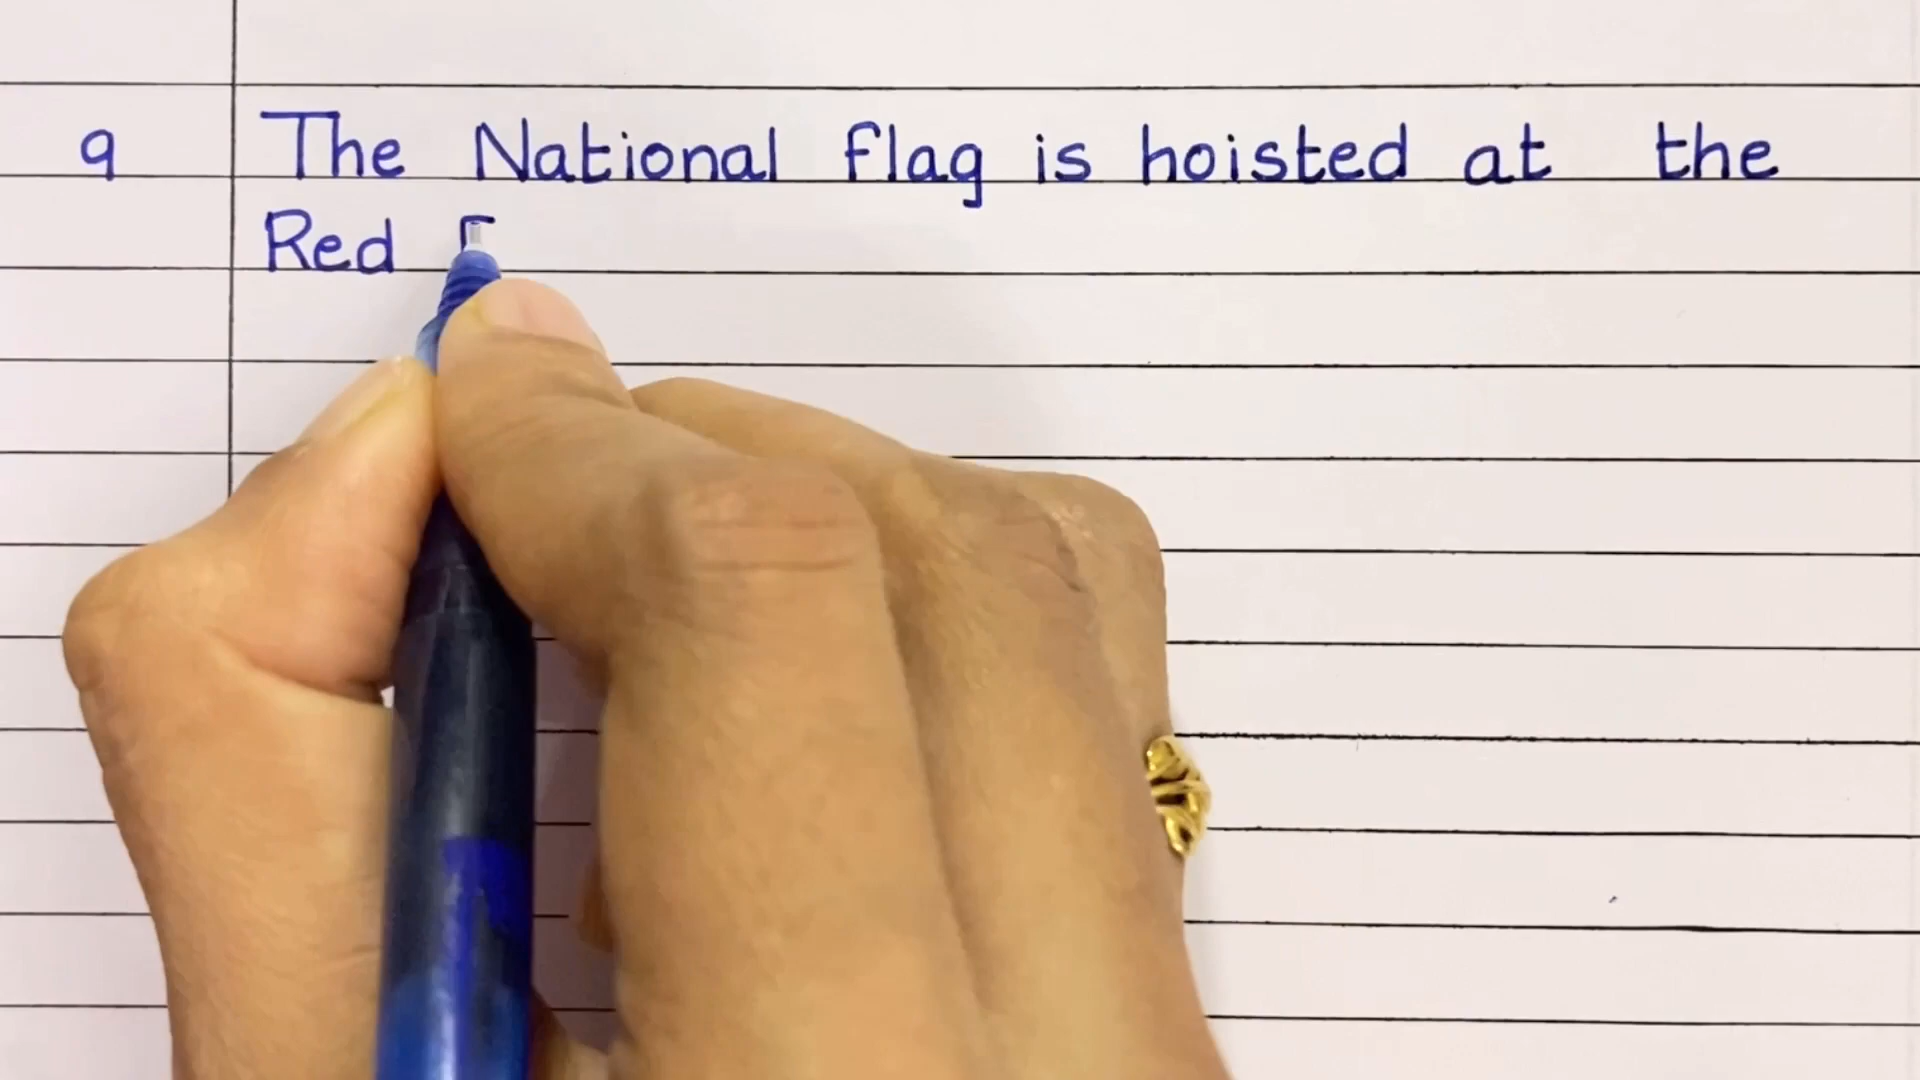 9 The National flag is hoisted at the
Red